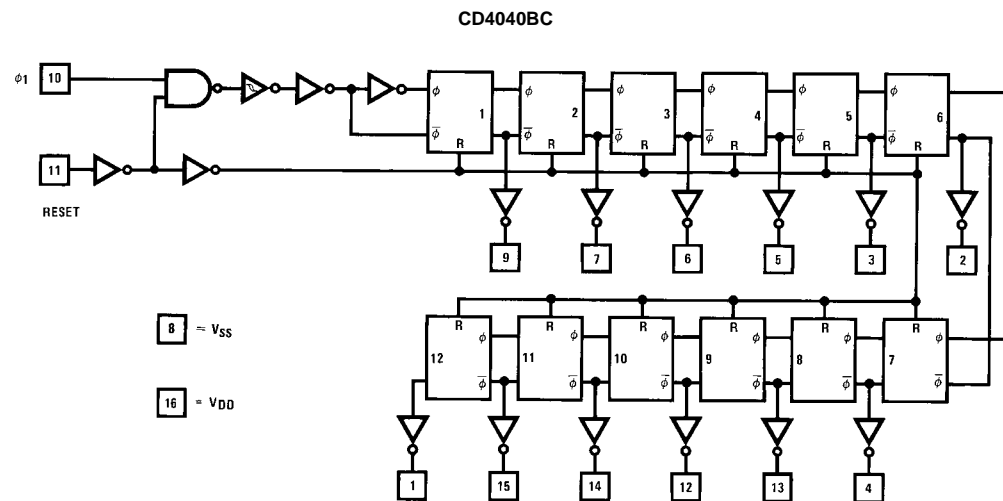 CD4040BC
ϕ1 10
1 2 3 4 5 6
ϕ ϕ ϕ ϕ ϕ ϕ
ϕ̅ ϕ̅ ϕ̅ ϕ̅ ϕ̅ ϕ̅
R R R R R R
11
RESET
9 7 6 5 3 2
8 = VSS
R R R R R R
ϕ ϕ ϕ ϕ ϕ ϕ
12 11 10 9 8 7
ϕ̅ ϕ̅ ϕ̅ ϕ̅ ϕ̅
16 = VDD
1 15 14 12 13 4